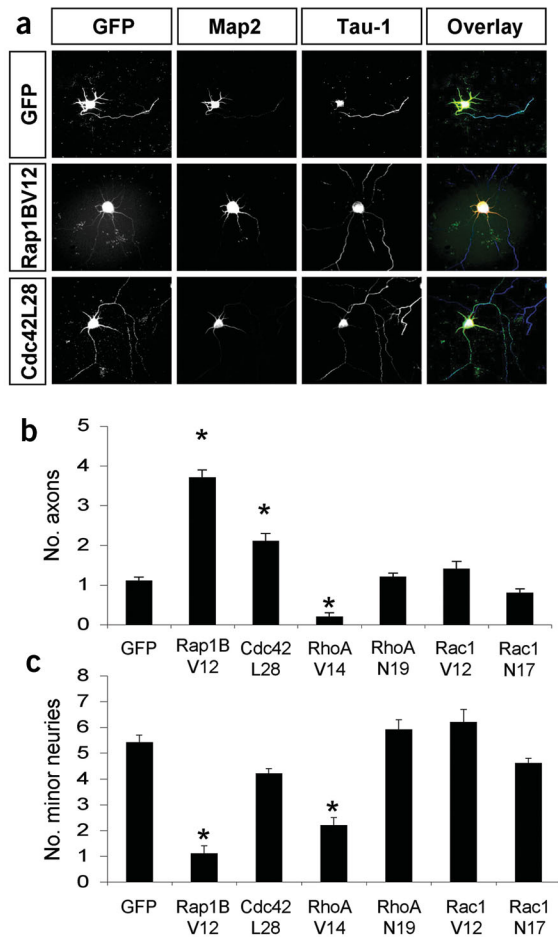 a
GFP Map2 Tau-1 Overlay
GFP
Rap1BV12
Cdc42L28
b
No. axons
5
4
3
2
1
0
* * *
GFP Rap1B Cdc42 RhoA RhoA Rac1 Rac1
V12 L28 V14 N19 V12 N17
c
No. minor neuries
8
7
6
5
4
3
2
1
0
* *
GFP Rap1B Cdc42 RhoA RhoA Rac1 Rac1
V12 L28 V14 N19 V12 N17